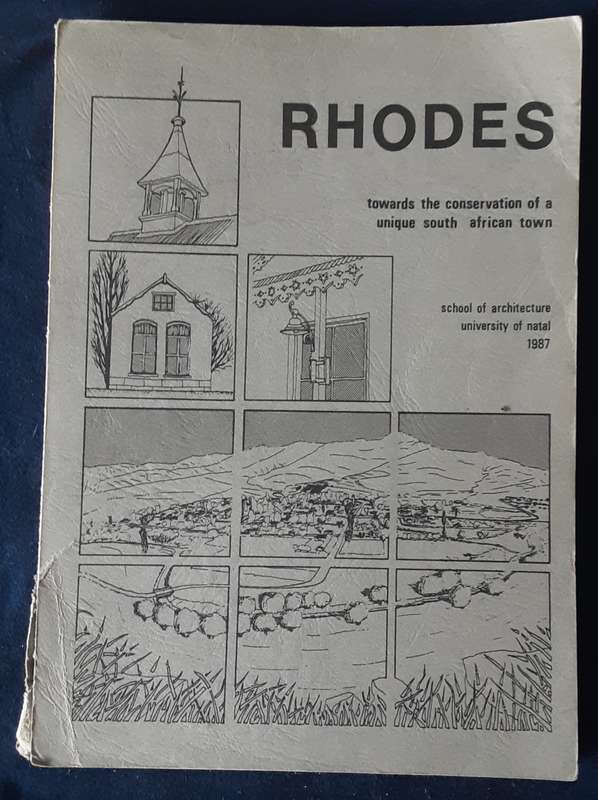 RHODES
towards the conservation of a
unique south african town
school of architecture
university of natal
1987